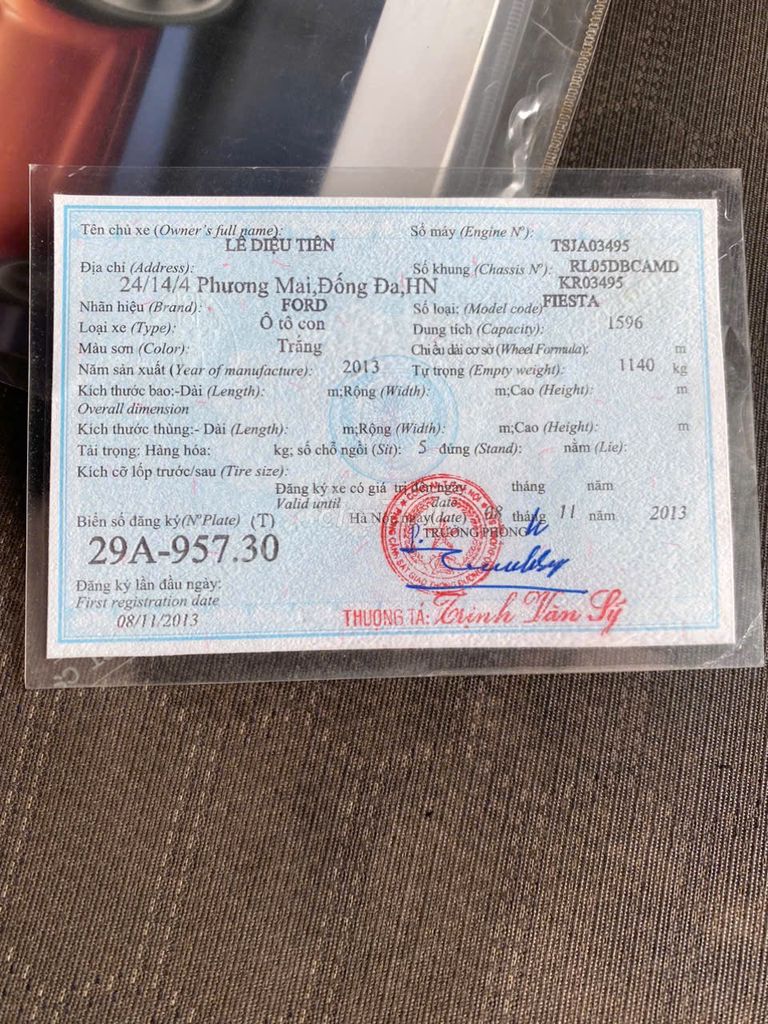 Tên chủ xe (Owner's full name): Số máy (Engine Nº):
LÊ DIỆU TIÊN TSJA03495
Địa chỉ (Address): Số khung (Chassis Nº): RL05DBCAMD
24/14/4 Phương Mai,Đống Đa,HN KR03495
Nhãn hiệu (Brand): FORD Số loại: (Model code) FIESTA
Loại xe (Type): Ô tô con Dung tích (Capacity): 1596
Màu sơn (Color): Trắng Chiều dài cơ sở (Wheel Formula): m
Năm sản xuất (Year of manufacture): 2013 Tự trọng (Empty weight): 1140 kg
Kích thước bao:-Dài (Length): m;Rộng (Width): m;Cao (Height): m
Overall dimension
Kích thước thùng:- Dài (Length): m;Rộng (Width): m;Cao (Height): m
Tải trọng: Hàng hóa: kg; số chỗ ngồi (Sit): 5 đứng (Stand): nằm (Lie):
Kích cỡ lốp trước/sau (Tire size):
Đăng ký xe có giá trị đến ngày tháng năm
Valid until date
Biển số đăng ký(NºPlate) (T) Hà Nội, ngày(date) 08 tháng 11 năm 2013
29A-957.30 TRƯỞNG PHÒNG
Đăng ký lần đầu ngày:
First registration date
08/11/2013 THƯỢNG TÁ: Trịnh Văn Sỹ